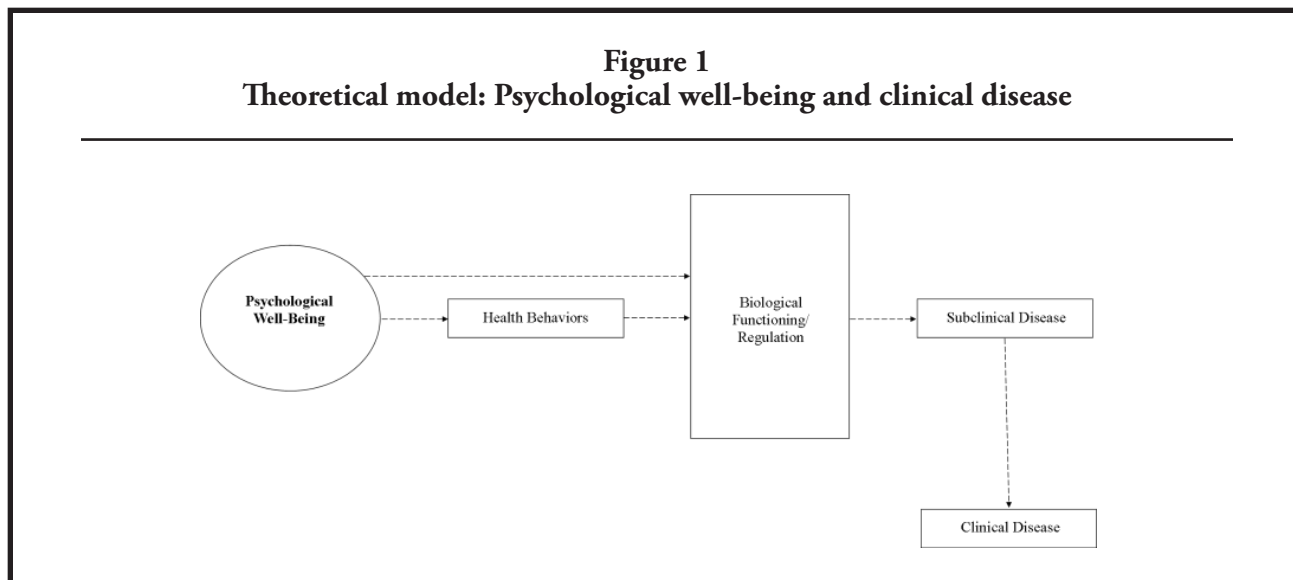 Figure 1
Theoretical model: Psychological well-being and clinical disease
Psychological
Well-Being
Health Behaviors
Biological
Functioning/
Regulation
Subclinical Disease
Clinical Disease